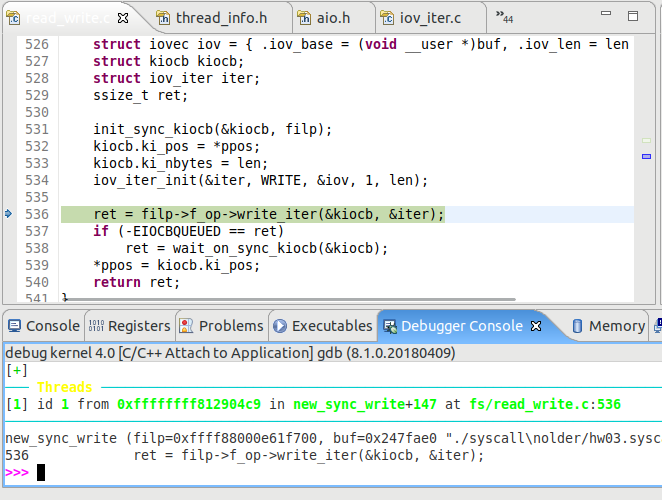 read_write.c thread_info.h aio.h iov_iter.c »44
526 struct iovec iov = { .iov_base = (void __user *)buf, .iov_len = len
527 struct kiocb kiocb;
528 struct iov_iter iter;
529 ssize_t ret;
530
531 init_sync_kiocb(&kiocb, filp);
532 kiocb.ki_pos = *ppos;
533 kiocb.ki_nbytes = len;
534 iov_iter_init(&iter, WRITE, &iov, 1, len);
535
536 ret = filp->f_op->write_iter(&kiocb, &iter);
537 if (-EIOCBQUEUED == ret)
538 ret = wait_on_sync_kiocb(&kiocb);
539 *ppos = kiocb.ki_pos;
540 return ret;
541 }
Console Registers Problems Executables Debugger Console Memory
debug kernel 4.0 [C/C++ Attach to Application] gdb (8.1.0.20180409)
[+]
Threads
[1] id 1 from 0xffffffff812904c9 in new_sync_write+147 at fs/read_write.c:536
new_sync_write (filp=0xffff88000e61f700, buf=0x247fae0 "./syscall\nolder/hw03.sysc
536 ret = filp->f_op->write_iter(&kiocb, &iter);
>>>